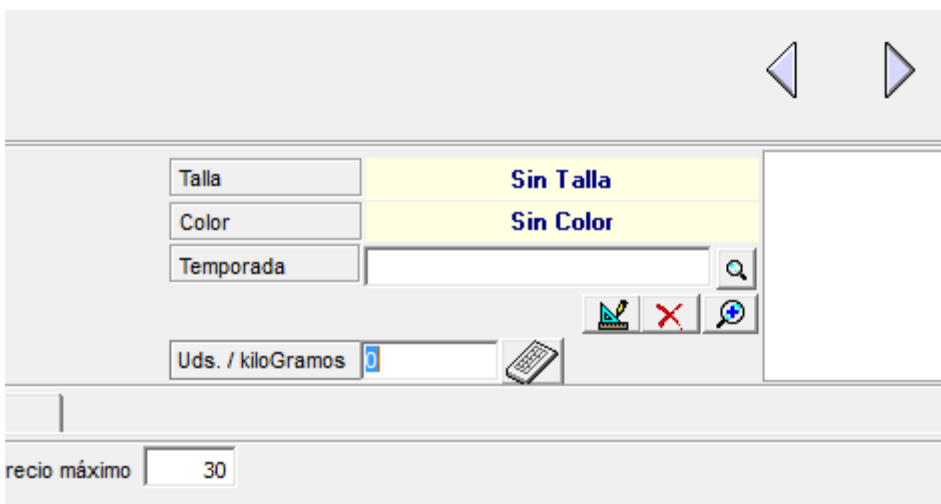 Talla Sin Talla
Color Sin Color
Temporada
Uds. / kiloGramos 0
recio máximo 30